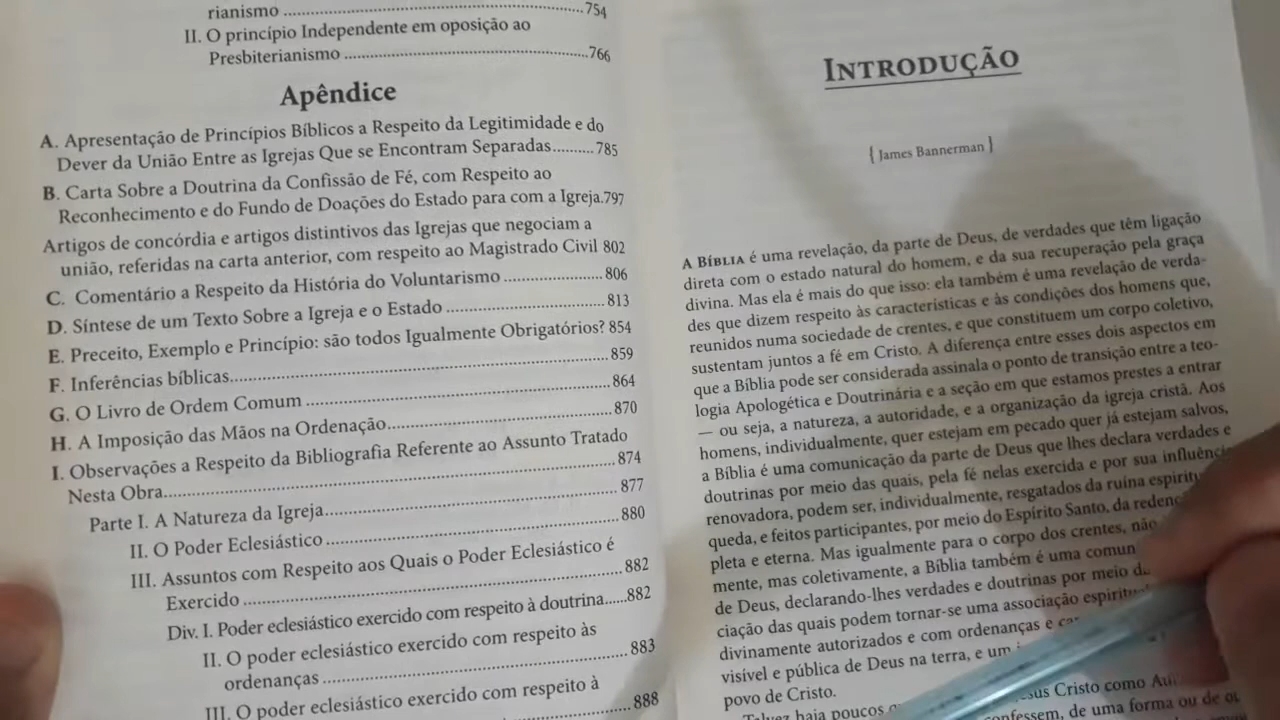 rianismo ..........754
II. O princípio Independente em oposição ao
Presbiterianismo ..........766
Apêndice
A. Apresentação de Princípios Bíblicos a Respeito da Legitimidade e do
Dever da União Entre as Igrejas Que se Encontram Separadas..........785
B. Carta Sobre a Doutrina da Confissão de Fé, com Respeito ao
Reconhecimento e do Fundo de Doações do Estado para com a Igreja.797
Artigos de concórdia e artigos distintivos das Igrejas que negociam a
união, referidas na carta anterior, com respeito ao Magistrado Civil 802
C. Comentário a Respeito da História do Voluntarismo ..........806
D. Síntese de um Texto Sobre a Igreja e o Estado ..........813
E. Preceito, Exemplo e Princípio: são todos Igualmente Obrigatórios? 854
F. Inferências bíblicas..........859
G. O Livro de Ordem Comum ..........864
H. A Imposição das Mãos na Ordenação..........870
I. Observações a Respeito da Bibliografia Referente ao Assunto Tratado
Nesta Obra..........874
Parte I. A Natureza da Igreja..........877
II. O Poder Eclesiástico ..........880
III. Assuntos com Respeito aos Quais o Poder Eclesiástico é
Exercido ..........882
Div. I. Poder eclesiástico exercido com respeito à doutrina......882
II. O poder eclesiástico exercido com respeito às
ordenanças ..........883
III. O poder eclesiástico exercido com respeito à
..........888
INTRODUÇÃO
{ James Bannerman }
A BÍBLIA é uma revelação, da parte de Deus, de verdades que têm ligação
direta com o estado natural do homem, e da sua recuperação pela graça
divina. Mas ela é mais do que isso: ela também é uma revelação de verda-
des que dizem respeito às características e às condições dos homens que,
reunidos numa sociedade de crentes, e que constituem um corpo coletivo,
sustentam juntos a fé em Cristo. A diferença entre esses dois aspectos em
que a Bíblia pode ser considerada assinala o ponto de transição entre a teo-
logia Apologética e Doutrinária e a seção em que estamos prestes a entrar
— ou seja, a natureza, a autoridade, e a organização da igreja cristã. Aos
homens, individualmente, quer estejam em pecado quer já estejam salvos,
a Bíblia é uma comunicação da parte de Deus que lhes declara verdades e
doutrinas por meio das quais, pela fé nelas exercida e por sua influência
renovadora, podem ser, individualmente, resgatados da ruína
queda, e feitos participantes, por meio do Espírito Santo, da
pleta e eterna. Mas igualmente para o corpo dos crentes, não
mente, mas coletivamente, a Bíblia também é uma
de Deus, declarando-lhes verdades e doutrinas por meio
ciação das quais podem tornar-se uma associação
divinamente autorizados e com ordenanças e
visível e pública de Deus na terra, e um
povo de Cristo.
Talvez haja poucos
Jesus Cristo como
confessem, de uma forma ou de